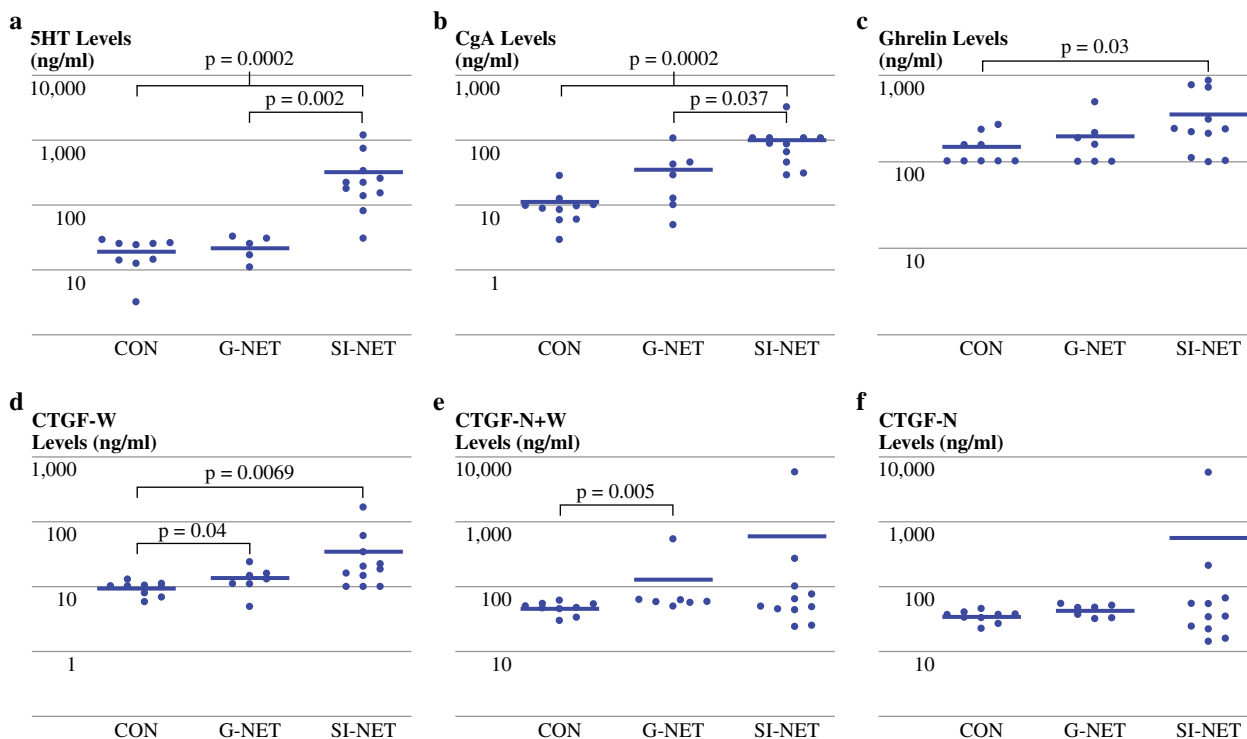 a
5HT Levels
(ng/ml)
p = 0.0002
p = 0.002
10,000
1,000
100
10
CON G-NET SI-NET
b
CgA Levels
(ng/ml)
p = 0.0002
p = 0.037
1,000
100
10
1
CON G-NET SI-NET
c
Ghrelin Levels
(ng/ml)
p = 0.03
1,000
100
10
CON G-NET SI-NET
d
CTGF-W
Levels (ng/ml)
1,000
p = 0.0069
100
p = 0.04
10
1
CON G-NET SI-NET
e
CTGF-N+W
Levels (ng/ml)
10,000
p = 0.005
1,000
100
10
CON G-NET SI-NET
f
CTGF-N
Levels (ng/ml)
10,000
1,000
100
10
CON G-NET SI-NET